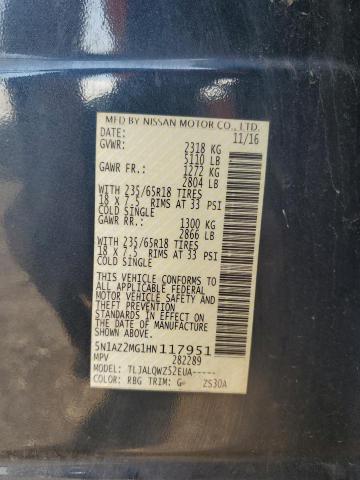 MFD BY NISSAN MOTOR CO., LTD.
DATE: 11/16
GVWR: 2318 KG
5110 LB
GAWR FR.: 1272 KG
2804 LB
WITH 235/65R18 TIRES
18 X 7.5 RIMS AT 33 PSI
COLD SINGLE
GAWR RR.: 1300 KG
2866 LB
WITH 235/65R18 TIRES
18 X 7.5 RIMS AT 33 PSI
COLD SINGLE
THIS VEHICLE CONFORMS TO
ALL APPLICABLE FEDERAL
MOTOR VEHICLE SAFETY AND
THEFT PREVENTION
STANDARDS IN EFFECT ON
THE DATE OF MANUFACTURE
SHOWN ABOVE.
5N1AZ2MG1HN117951
MPV 282289
MODEL: TLJALQWZ52EUA-----
COLOR: RBG TRIM: G- ZS30A